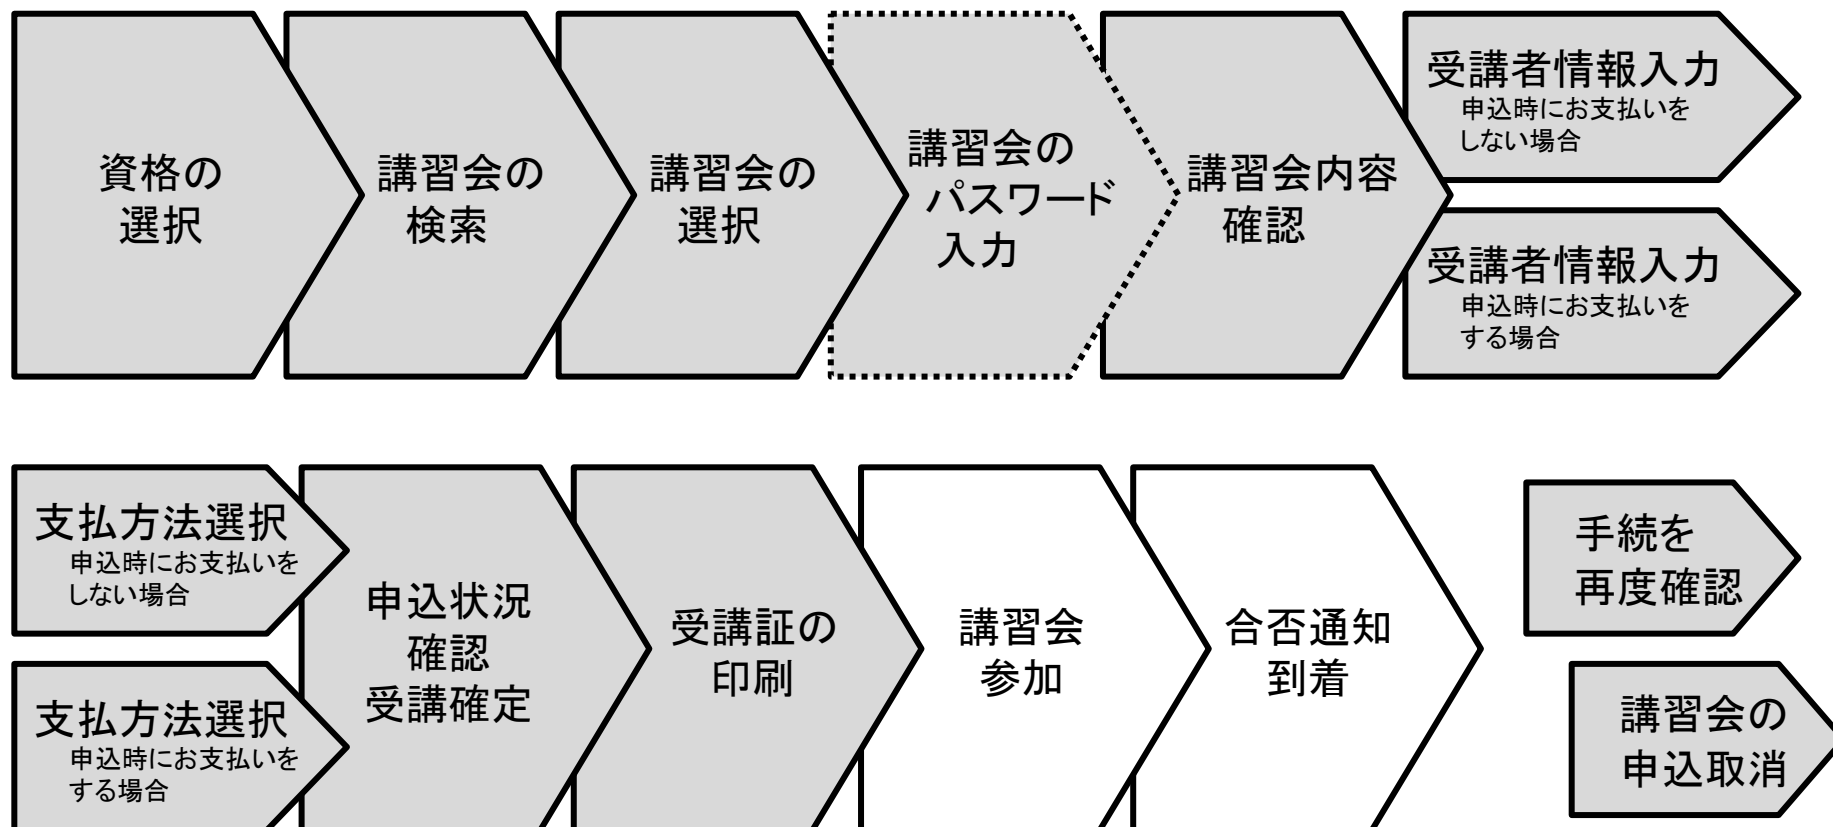 資格の
選択
講習会の
検索
講習会の
選択
講習会の
パスワード
入力
講習会内容
確認
受講者情報入力
申込時にお支払いを
しない場合
受講者情報入力
申込時にお支払いを
する場合
支払方法選択
申込時にお支払いを
しない場合
支払方法選択
申込時にお支払いを
する場合
申込状況
確認
受講確定
受講証の
印刷
講習会
参加
合否通知
到着
手続を
再度確認
講習会の
申込取消